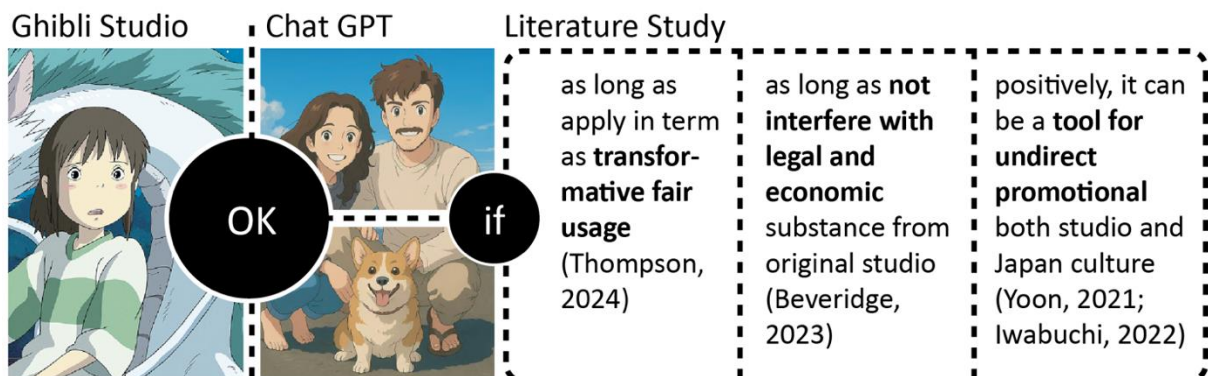 Ghibli Studio
Chat GPT
Literature Study
OK
if
as long as
apply in term
as transfor-
mative fair
usage
(Thompson,
2024)
as long as not
interfere with
legal and
economic
substance from
original studio
(Beveridge,
2023)
positively, it can
be a tool for
undirect
promotional
both studio and
Japan culture
(Yoon, 2021;
Iwabuchi, 2022)